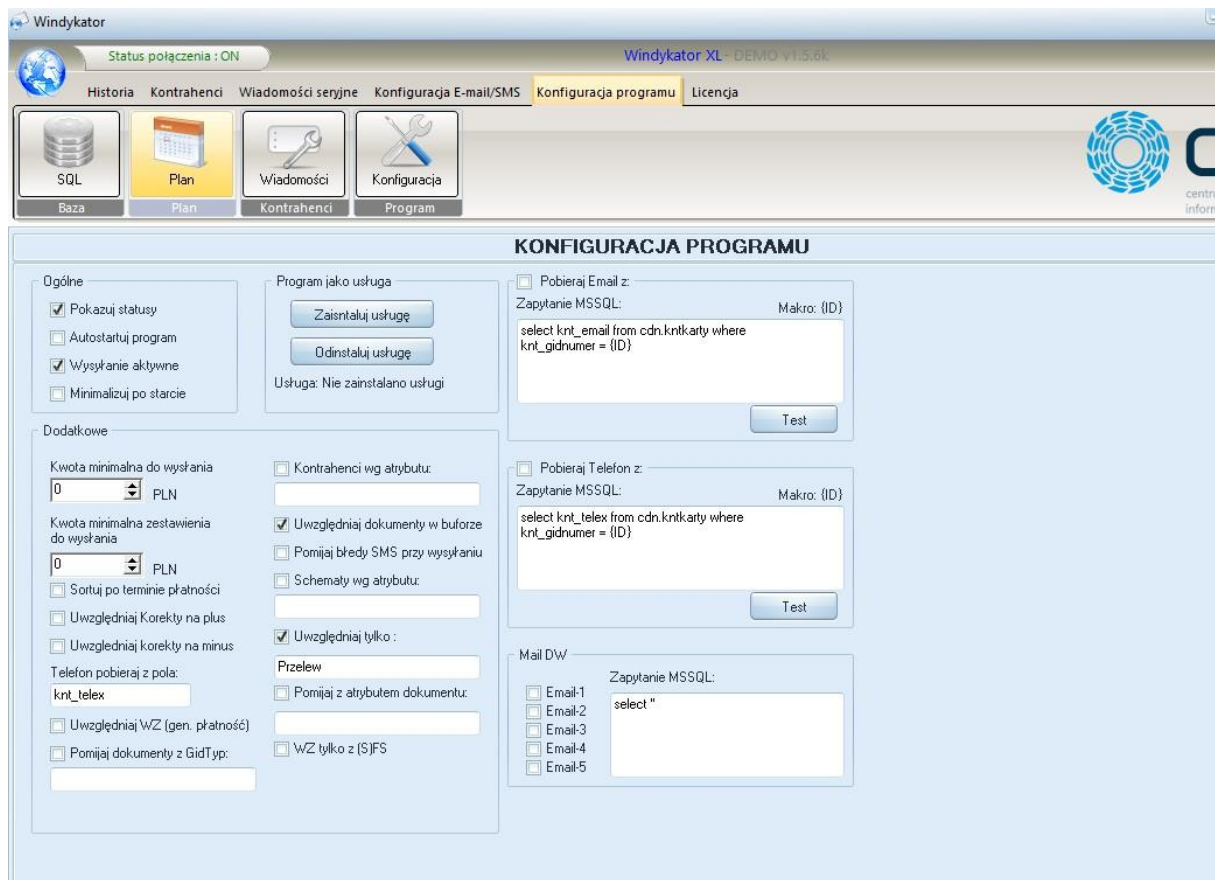 Windykator
Status połączenia : ON
Windykator XL - DEMO v1.5.6k
Historia Kontrahenci Wiadomości seryjne Konfiguracja E-mail/SMS Konfiguracja programu Licencja
SQL Plan Wiadomości Konfiguracja
Baza Plan Kontrahenci Program
KONFIGURACJA PROGRAMU
Ogólne
Pokazuj statusy
Autostartuj program
Wysyłanie aktywne
Minimalizuj po starcie
Program jako usługa
Zaisntaluj usługę
Odinstaluj usługę
Usługa: Nie zainstalano usługi
Dodatkowe
Kwota minimalna do wysłania
0 PLN
Kwota minimalna zestawienia
do wysłania
0 PLN
Sortuj po terminie płatności
Uwzględniaj Korekty na plus
Uwzgledniaj korekty na minus
Telefon pobieraj z pola:
knt_telex
Uwzględniaj WZ (gen. płatność)
Pomijaj dokumenty z GidTyp:
Kontrahenci wg atrybutu:
Uwzględniaj dokumenty w buforze
Pomijaj błedy SMS przy wysyłaniu
Schematy wg atrybutu:
Uwzględniaj tylko :
Przelew
Pomijaj z atrybutem dokumentu:
WZ tylko z (S)FS
Pobieraj Email z:
Zapytanie MSSQL: Makro: {ID}
select knt_email from cdn.kntkarty where
knt_gidnumer = {ID}
Test
Pobieraj Telefon z:
Zapytanie MSSQL: Makro: {ID}
select knt_telex from cdn.kntkarty where
knt_gidnumer = {ID}
Test
Mail DW
Zapytanie MSSQL:
Email-1
Email-2
Email-3
Email-4
Email-5
select ''